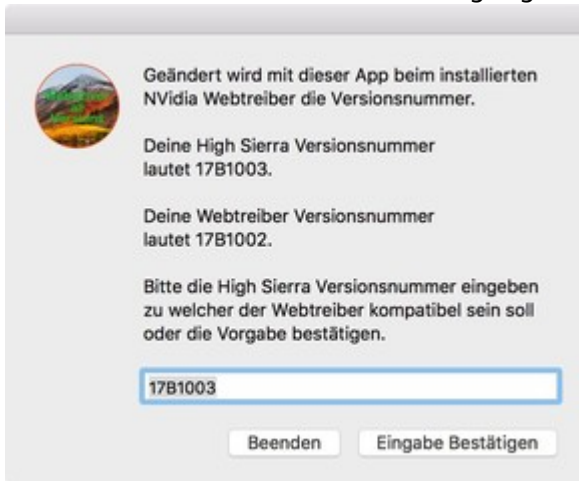 Geändert wird mit dieser App beim installierten
NVidia Webtreiber die Versionsnummer.
Deine High Sierra Versionsnummer
lautet 17B1003.
Deine Webtreiber Versionsnummer
lautet 17B1002.
Bitte die High Sierra Versionsnummer eingeben
zu welcher der Webtreiber kompatibel sein soll
oder die Vorgabe bestätigen.
17B1003
Beenden Eingabe Bestätigen